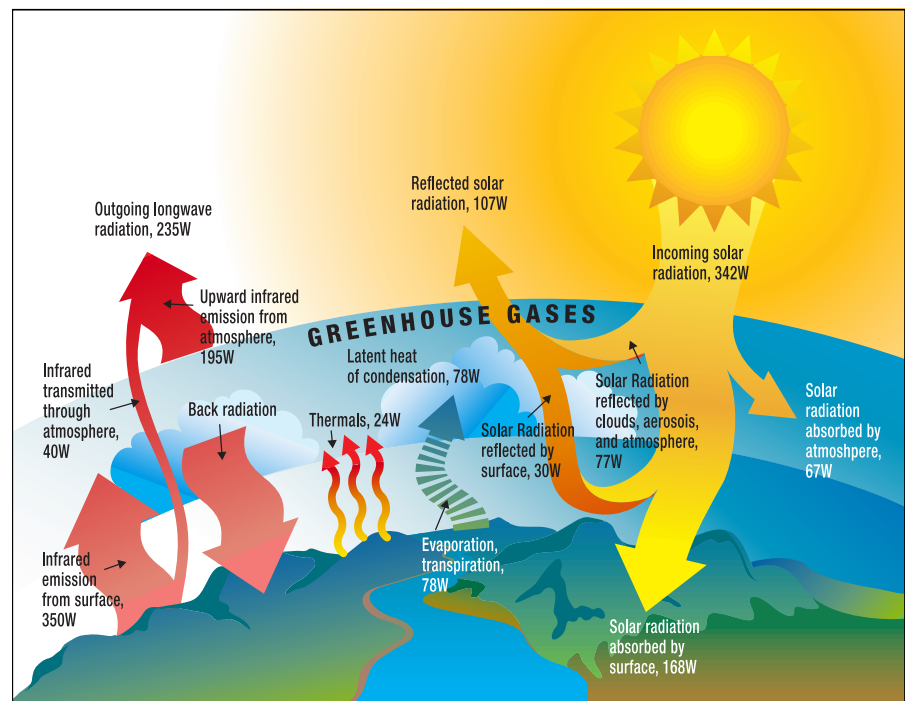 Reflected solar
radiation, 107W
Outgoing longwave
radiation, 235W
Incoming solar
radiation, 342W
Upward infrared
emission from
atmosphere,
195W
GREENHOUSE GASES
Latent heat
of condensation, 78W
Infrared
transmitted
through
atmosphere,
40W
Back radiation
Thermals, 24W
Solar Radiation
reflected by
surface, 30W
Solar Radiation
reflected by
clouds, aerosois,
and atmosphere,
77W
Solar
radiation
absorbed by
atmoshpere,
67W
Infrared
emission
from surface,
350W
Evaporation,
transpiration,
78W
Solar radiation
absorbed by
surface, 168W